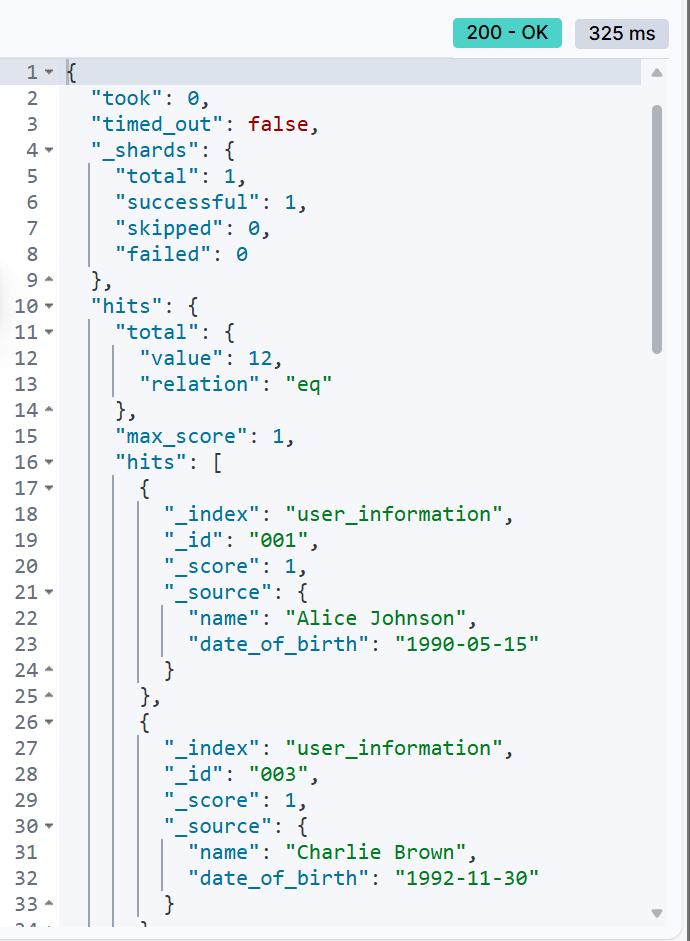 200 - OK 325 ms
1 {
2 "took": 0,
3 "timed_out": false,
4 "_shards": {
5 "total": 1,
6 "successful": 1,
7 "skipped": 0,
8 "failed": 0
9 },
10 "hits": {
11 "total": {
12 "value": 12,
13 "relation": "eq"
14 },
15 "max_score": 1,
16 "hits": [
17 {
18 "_index": "user_information",
19 "_id": "001",
20 "_score": 1,
21 "_source": {
22 "name": "Alice Johnson",
23 "date_of_birth": "1990-05-15"
24 }
25 },
26 {
27 "_index": "user_information",
28 "_id": "003",
29 "_score": 1,
30 "_source": {
31 "name": "Charlie Brown",
32 "date_of_birth": "1992-11-30"
33 }